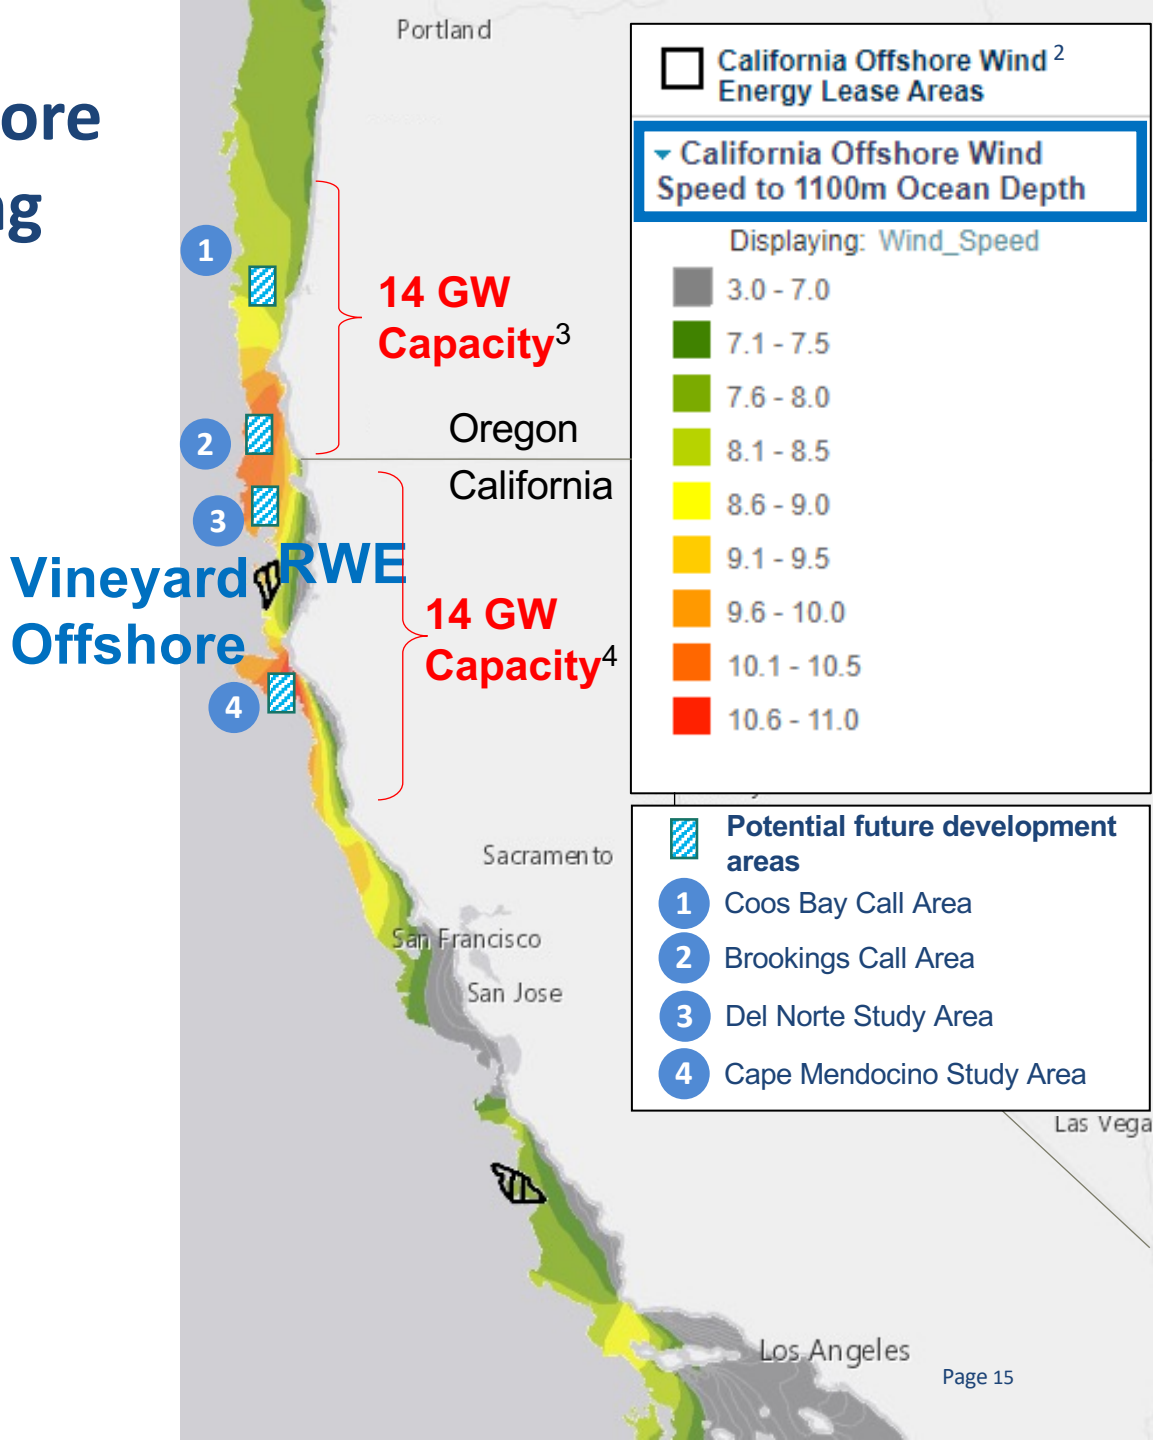 ore
ng
Portland
California Offshore Wind 2
Energy Lease Areas
California Offshore Wind
Speed to 1100m Ocean Depth
Displaying: Wind_Speed
3.0 - 7.0
7.1 - 7.5
7.6 - 8.0
8.1 - 8.5
8.6 - 9.0
9.1 - 9.5
9.6 - 10.0
10.1 - 10.5
10.6 - 11.0
1
14 GW
Capacity3
2
Oregon
California
3
Vineyard
Offshore
RWE
14 GW
Capacity4
4
Potential future development
areas
1 Coos Bay Call Area
2 Brookings Call Area
3 Del Norte Study Area
4 Cape Mendocino Study Area
Sacramento
San Francisco
San Jose
Las Vega
Los Angeles
Page 15